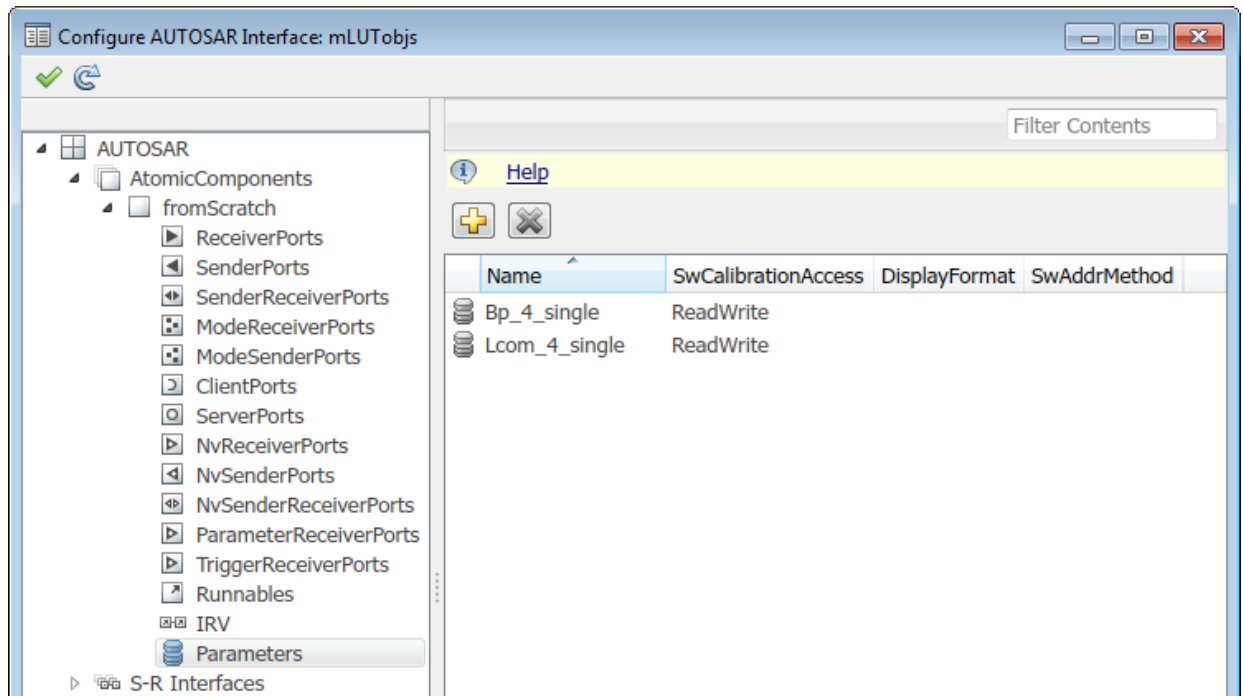 Configure AUTOSAR Interface: mLUTobjs
Filter Contents
AUTOSAR
AtomicComponents
fromScratch
ReceiverPorts
SenderPorts
SenderReceiverPorts
ModeReceiverPorts
ModeSenderPorts
ClientPorts
ServerPorts
NvReceiverPorts
NvSenderPorts
NvSenderReceiverPorts
ParameterReceiverPorts
TriggerReceiverPorts
Runnables
IRV
Parameters
S-R Interfaces
Help
Name SwCalibrationAccess DisplayFormat SwAddrMethod
Bp_4_single ReadWrite
Lcom_4_single ReadWrite